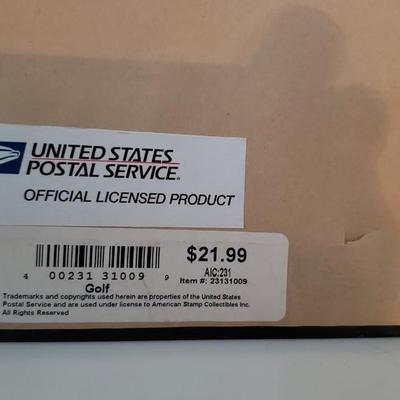 UNITED STATES
POSTAL SERVICE®
OFFICIAL LICENSED PRODUCT
$21.99
4 00231 31009 9
AIC:231
Golf
Item #: 23131009
Trademarks and copyrights used herein are properties of the United States
Postal Service and are used under license to American Stamp Collectibles Inc.
All Rights Reserved